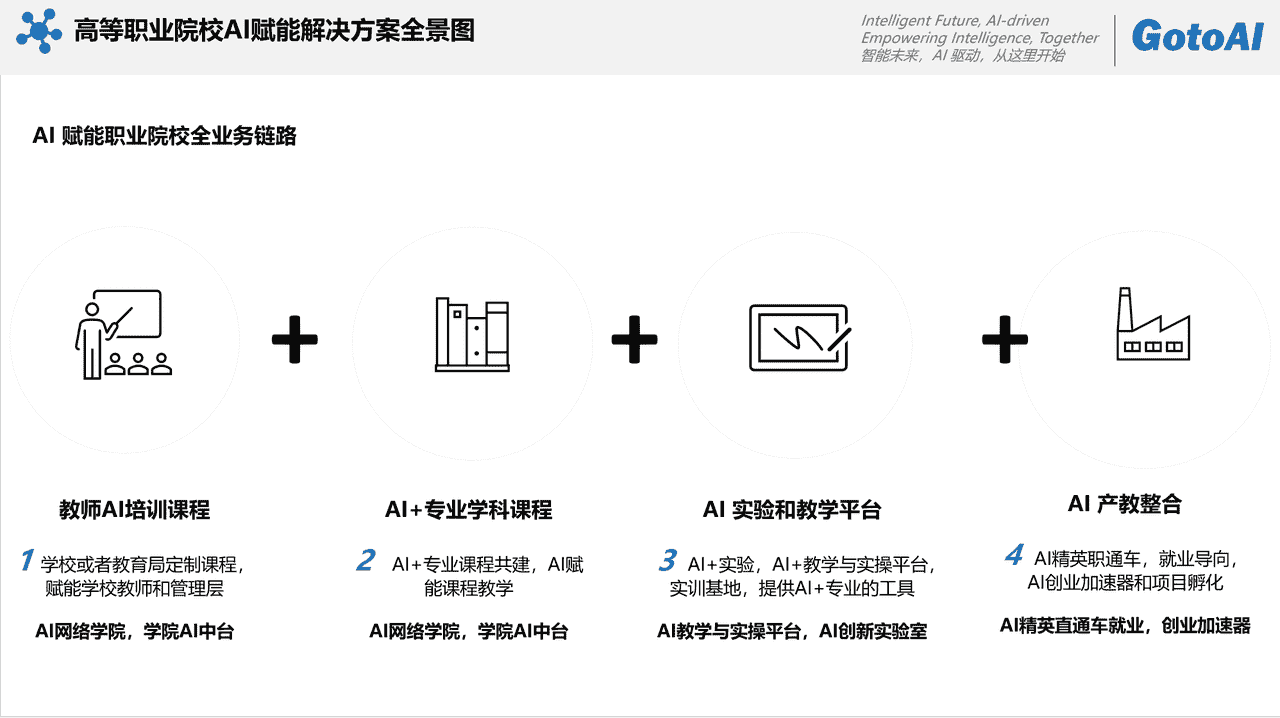 高等职业院校AI赋能解决方案全景图
Intelligent Future, AI-driven
Empowering Intelligence, Together
智能未来，AI 驱动，从这里开始
GotoAI
AI 赋能职业院校全业务链路
教师AI培训课程
1 学校或者教育局定制课程，
赋能学校教师和管理层
AI网络学院，学院AI中台
AI+专业学科课程
2 AI+专业课程共建，AI赋
能课程教学
AI网络学院，学院AI中台
AI 实验和教学平台
3 AI+实验，AI+教学与实操平台，
实训基地，提供AI+专业的工具
AI教学与实操平台，AI创新实验室
AI 产教整合
4 AI精英职通车，就业导向，
AI创业加速器和项目孵化
AI精英直通车就业，创业加速器